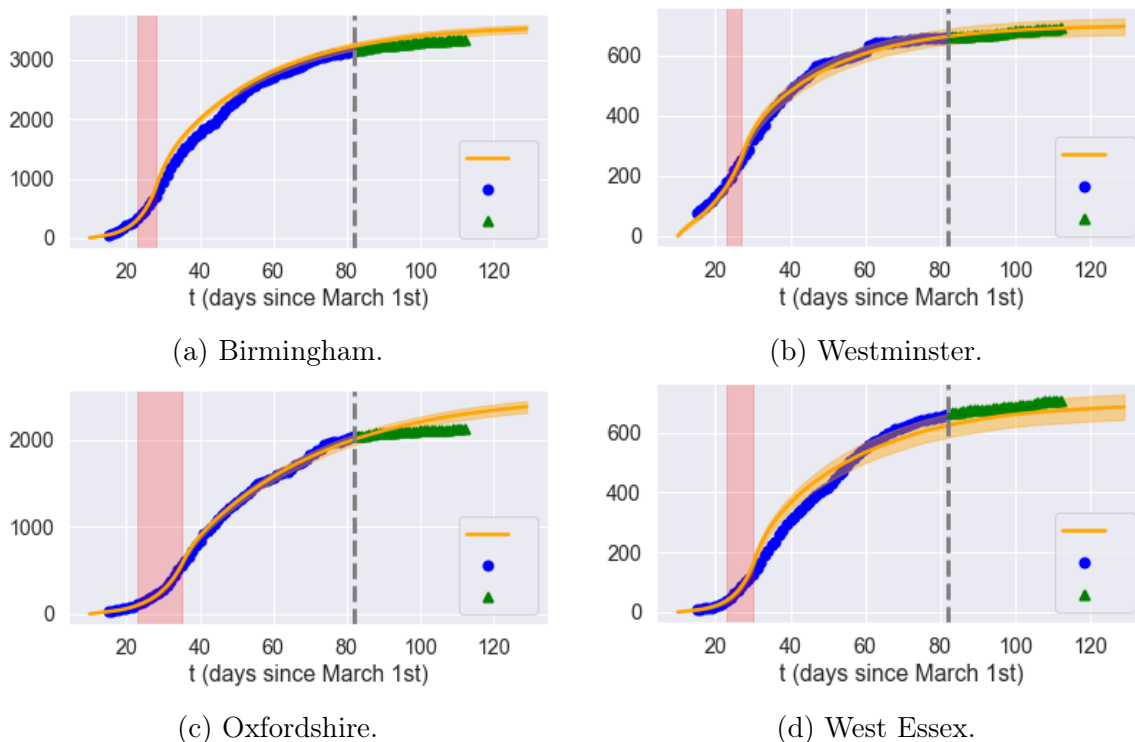 3000
2000
1000
0
20 40 60 80 100 120
t (days since March 1st)
(a) Birmingham.
600
400
200
0
20 40 60 80 100 120
t (days since March 1st)
(b) Westminster.
2000
1000
0
20 40 60 80 100 120
t (days since March 1st)
(c) Oxfordshire.
600
400
200
0
20 40 60 80 100 120
t (days since March 1st)
(d) West Essex.